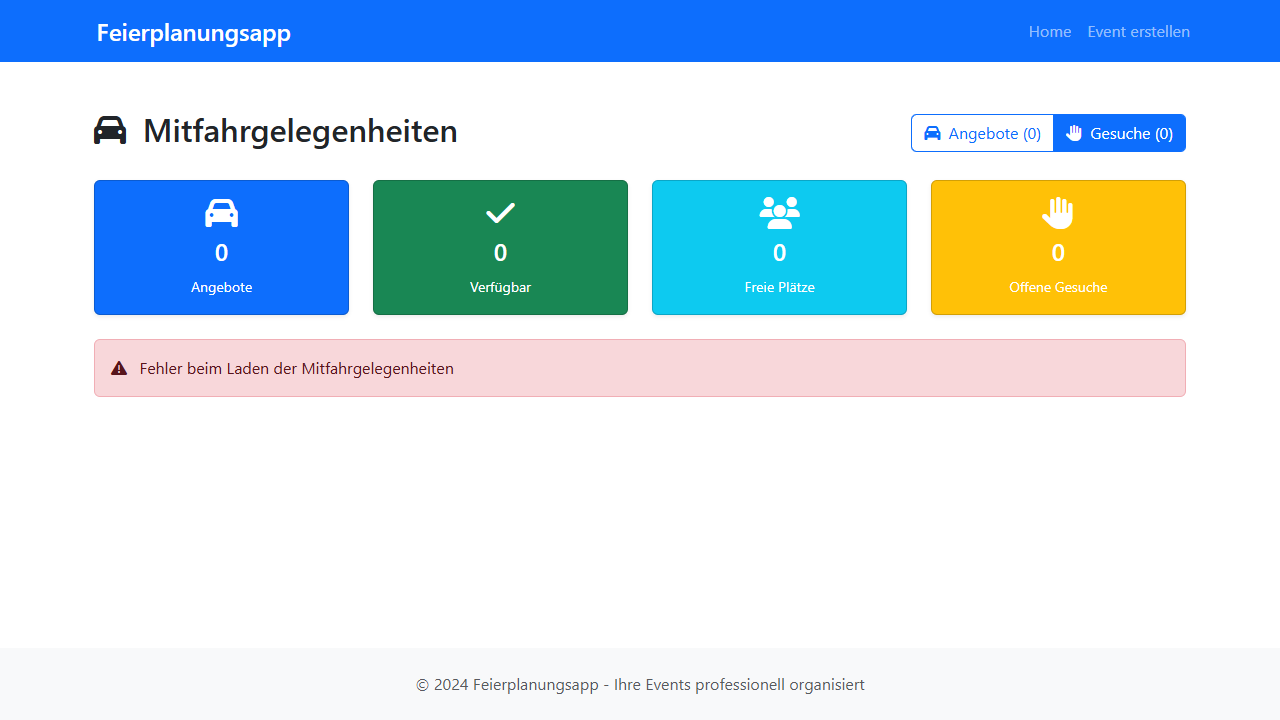 Feierplanungsapp
Home
Event erstellen
Mitfahrgelegenheiten
Angebote (0)
Gesuche (0)
0
Angebote
0
Verfügbar
0
Freie Plätze
0
Offene Gesuche
Fehler beim Laden der Mitfahrgelegenheiten
© 2024 Feierplanungsapp - Ihre Events professionell organisiert